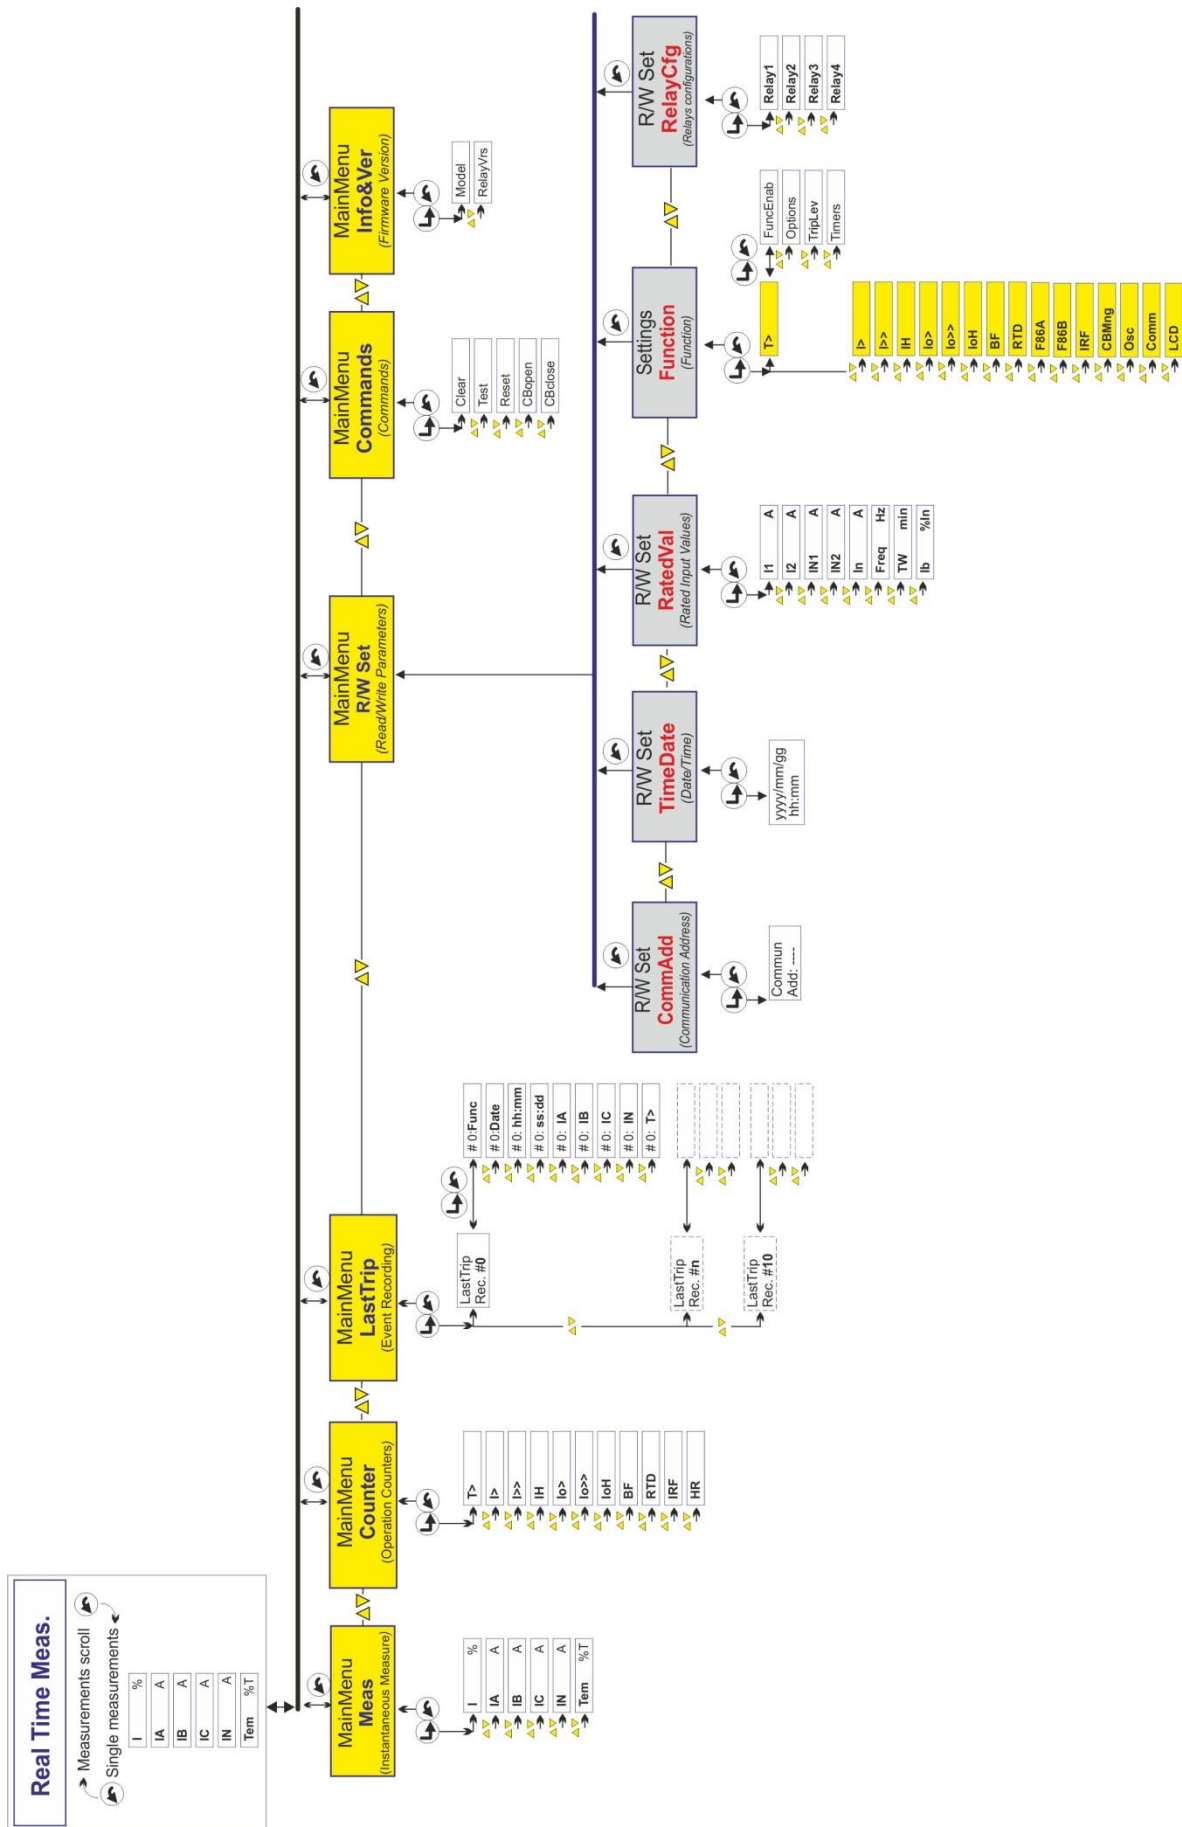 Real Time Meas.
Measurements scroll
Single measurements
I %
IA A
IB A
IC A
IN A
Tem %T
MainMenu
Meas
(Instantaneous Measure)
I %
IA A
IB A
IC A
IN A
Tem %T
MainMenu
Counter
(Operation Counters)
T>
I>
I>>
IH
Io>
Io>>
IoH
BF
RTD
IRF
HR
MainMenu
LastTrip
(Event Recording)
LastTrip
Rec. #0
# 0:Func
# 0:Date
# 0: hh:mm
# 0: ss:dd
# 0: IA
# 0: IB
# 0: IC
# 0: IN
# 0: T>
LastTrip
Rec. #n
LastTrip
Rec. #10
MainMenu
R/W Set
(Read/Write Parameters)
MainMenu
Commands
(Commands)
Clear
Test
Reset
CBopen
CBclose
MainMenu
Info&Ver
(Firmware Version)
Model
RelayVrs
R/W Set
CommAdd
(Communication Address)
Commun
Add: ----
R/W Set
TimeDate
(Date/Time)
yyyy/mm/gg
hh:mm
R/W Set
RatedVal
(Rated Input Values)
I1 A
I2 A
IN1 A
IN2 A
In A
Freq Hz
TW min
Ib %In
Settings
Function
(Function)
T>
FuncEnab
Options
TripLev
Timers
I>
I>>
IH
Io>
Io>>
IoH
BF
RTD
F86A
F86B
IRF
CBMng
Osc
Comm
LCD
R/W Set
RelayCfg
(Relays configurations)
Relay1
Relay2
Relay3
Relay4